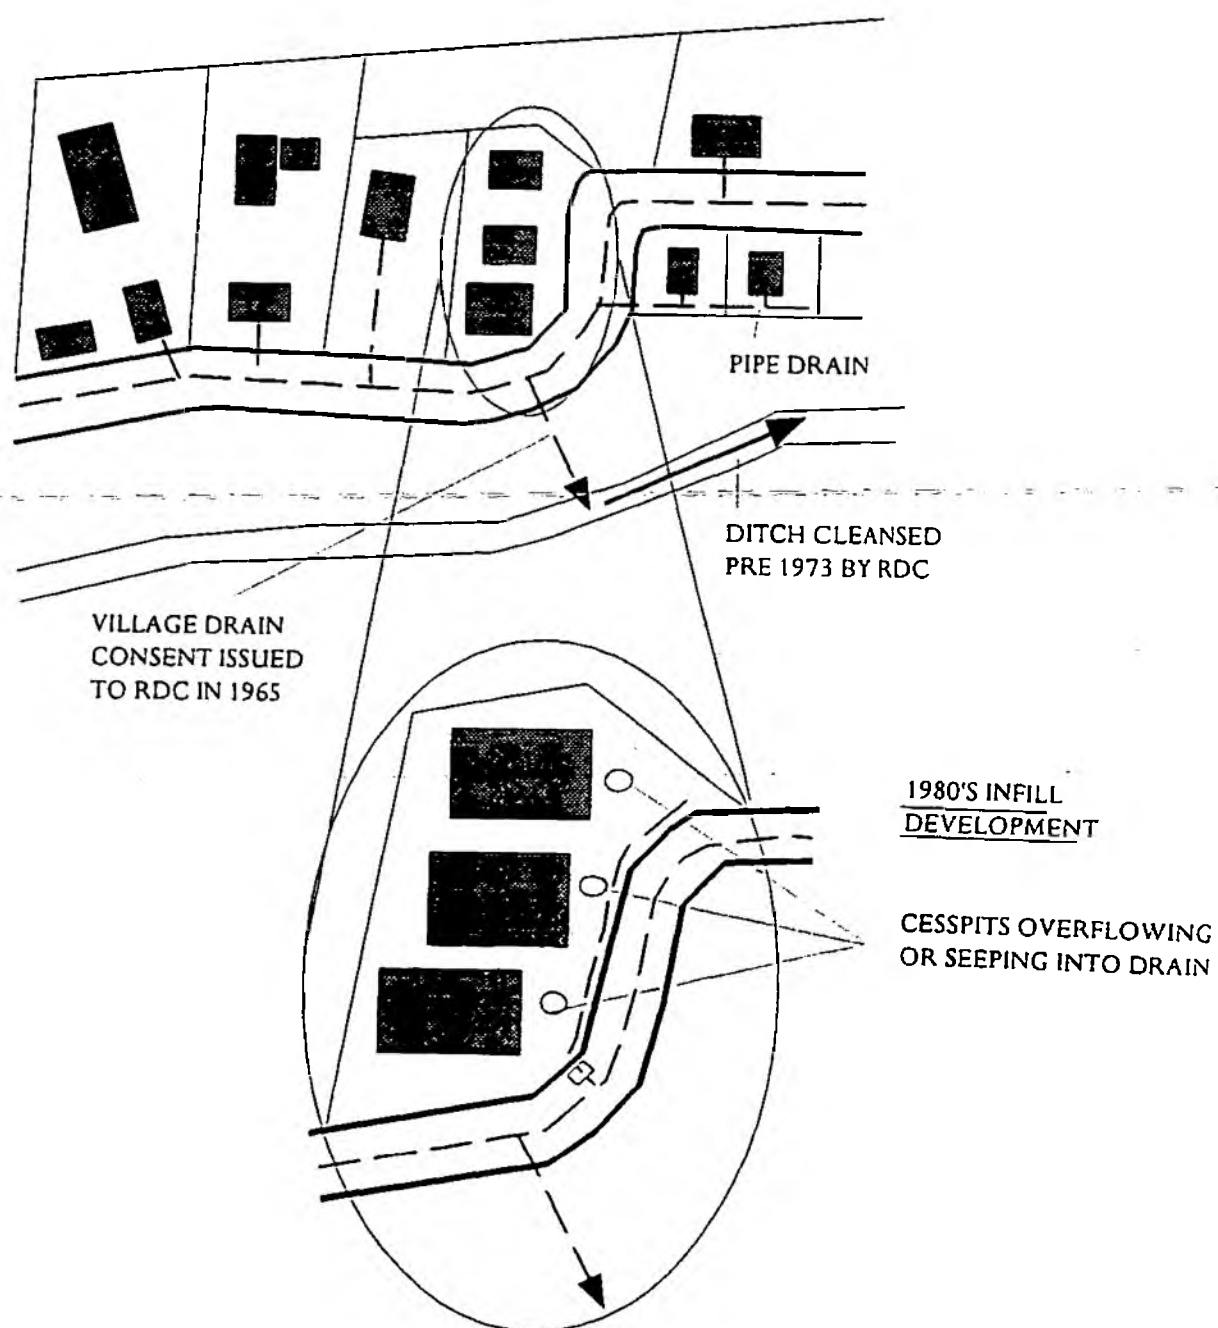 PIPE DRAIN
DITCH CLEANSED
PRE 1973 BY RDC
VILLAGE DRAIN
CONSENT ISSUED
TO RDC IN 1965
1980'S INFILL
DEVELOPMENT
CESSPITS OVERFLOWING
OR SEEPING INTO DRAIN